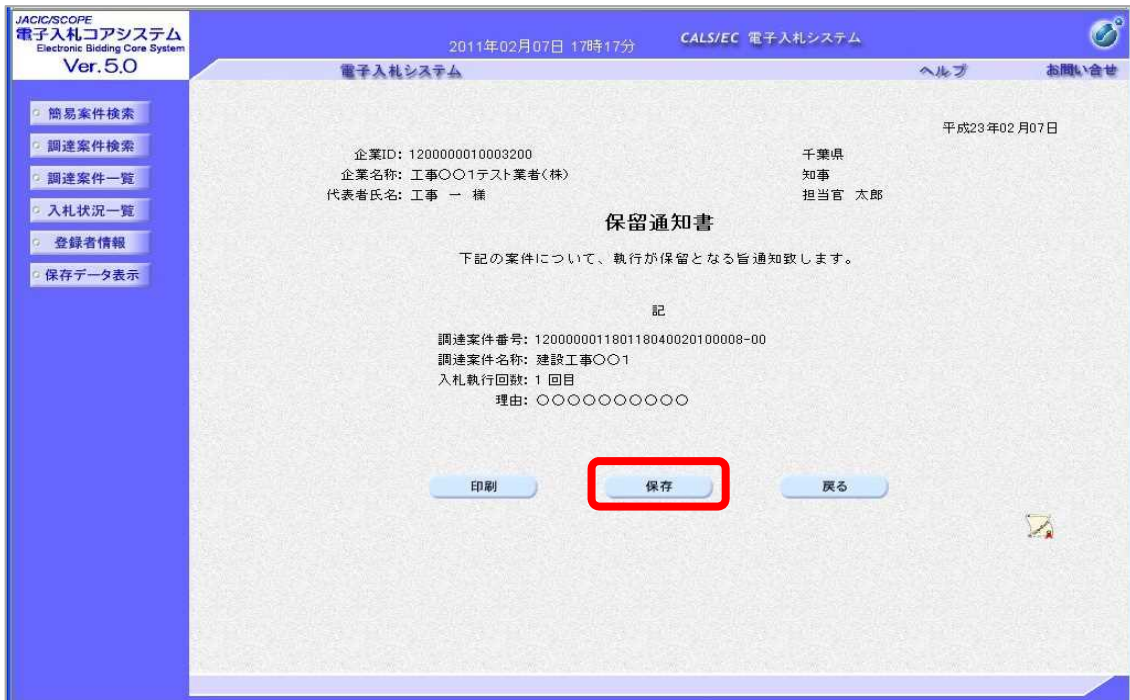 JACIC/SCOPE
電子入札コアシステム
Electronic Bidding Core System
Ver.5.0
2011年02月07日 17時17分
CALS/EC 電子入札システム
電子入札システム
ヘルプ
お問い合せ
簡易案件検索
調達案件検索
調達案件一覧
入札状況一覧
登録者情報
保存データ表示
平成23年02月07日
企業ID: 1200000010003200
千葉県
企業名称: 工事〇〇1テスト業者(株)
知事
代表者氏名: 工事 一 様
担当官 太郎
保留通知書
下記の案件について、執行が保留となる旨通知致します。
記
調達案件番号: 1200000011801180400201​00008-00
調達案件名称: 建設工事〇〇1
入札執行回数: 1 回目
理由: 〇〇〇〇〇〇〇〇〇〇
印刷
保存
戻る